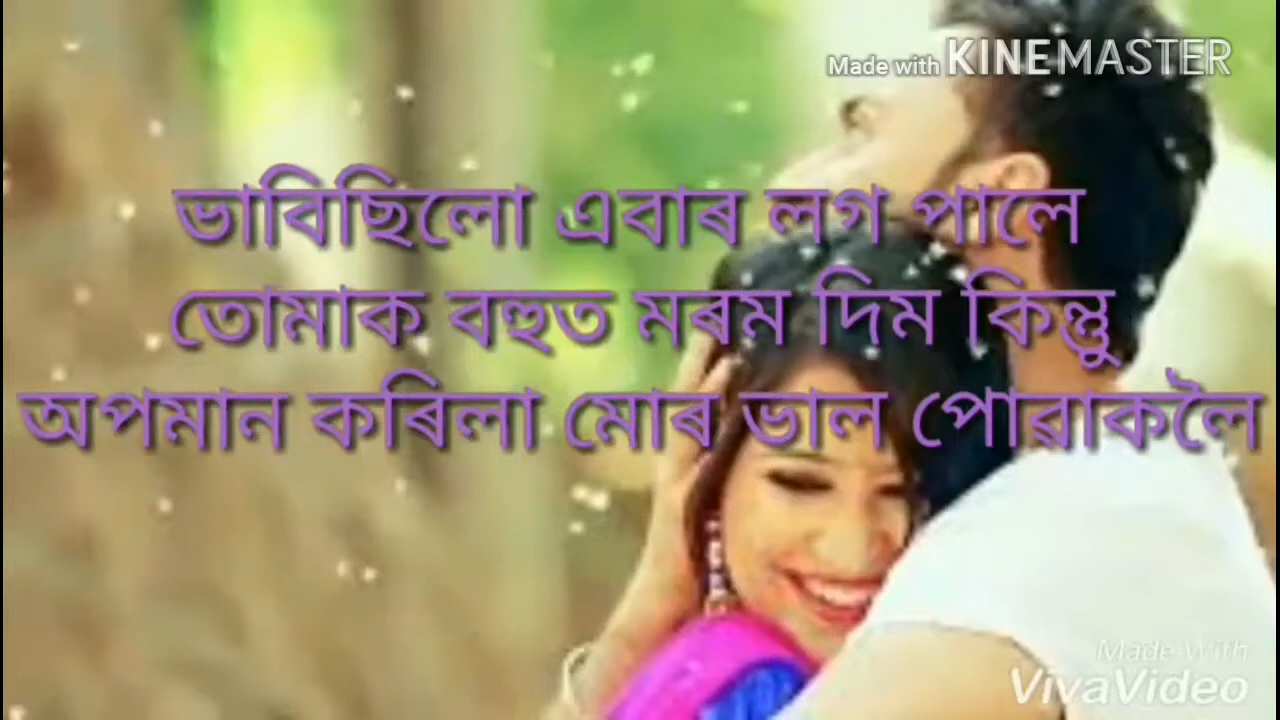 Made with KINEMASTER
ভাবিছিলো এবাৰ লগ পালে
তোমাক বহুত মৰম দিম কিন্তু
অপমান কৰিলা মোৰ ভাল পোৱাকলৈ
Made With
VivaVideo